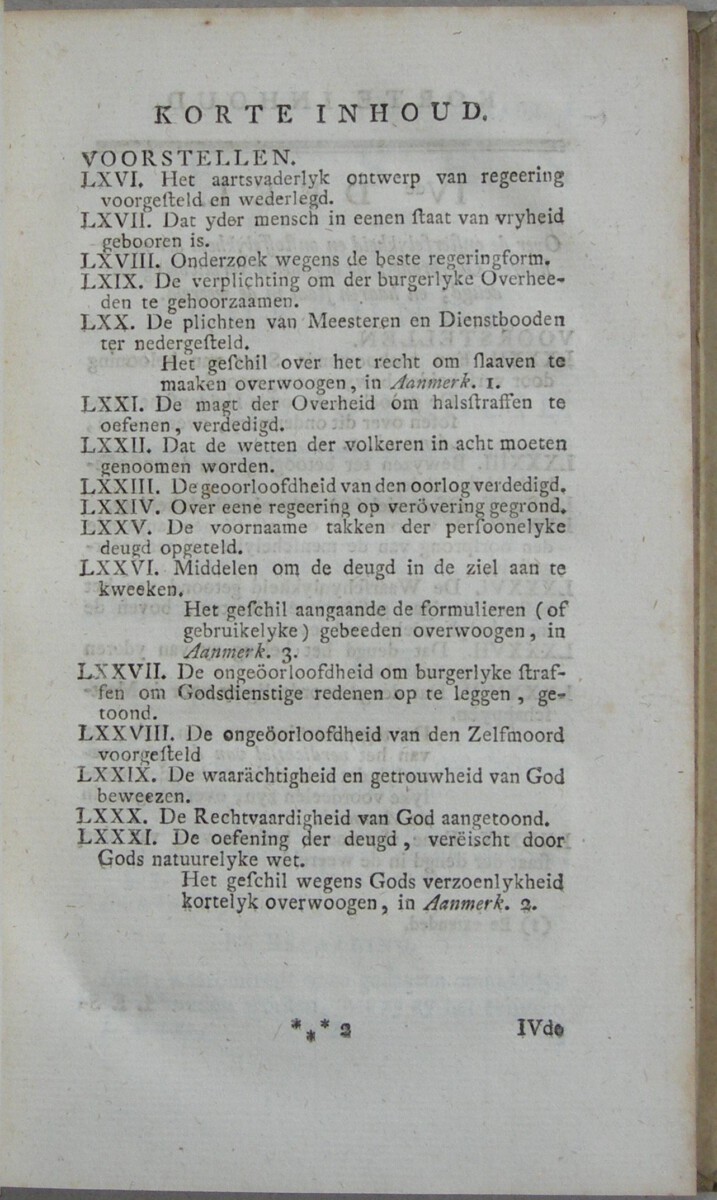 KORTE INHOUD.
VOORSTELLEN.
LXVI. Het aartsvaderlyk ontwerp van regeering
voorgeſteld en wederlegd.
LXVII. Dat yder mensch in eenen ſtaat van vryheid
gebooren is.
LXVIII. Onderzoek wegens de beste regeringform.
LXIX. De verplichting om der burgerlyke Overhee-
den te gehoorzaamen.
LXX. De plichten van Meesteren en Dienstbooden
ter nedergeſteld.
Het geſchil over het recht om ſlaaven te
maaken overwoogen, in Aanmerk. 1.
LXXI. De magt der Overheid om halsſtraffen te
oefenen, verdedigd.
LXXII. Dat de wetten der volkeren in acht moeten
genoomen worden.
LXXIII. De geoorloofdheid van den oorlog verdedigd.
LXXIV. Over eene regeering op verövering gegrond.
LXXV. De voornaame takken der perſoonelyke
deugd opgeteld.
LXXVI. Middelen om de deugd in de ziel aan te
kweeken.
Het geſchil aangaande de formulieren (of
gebruikelyke) gebeeden overwoogen, in
Aanmerk. 3.
LXXVII. De ongeöorloofdheid om burgerlyke ſtraf-
fen om Godsdienstige redenen op te leggen, ge-
toond.
LXXVIII. De ongeöorloofdheid van den Zelfmoord
voorgeſteld
LXXIX. De waarächtigheid en getrouwheid van God
beweezen.
LXXX. De Rechtvaardigheid van God aangetoond.
LXXXI. De oefening der deugd, veréischt door
Gods natuurelyke wet.
Het geſchil wegens Gods verzoenlykheid
kortelyk overwoogen, in Aanmerk. 2.
*** 2 IVde